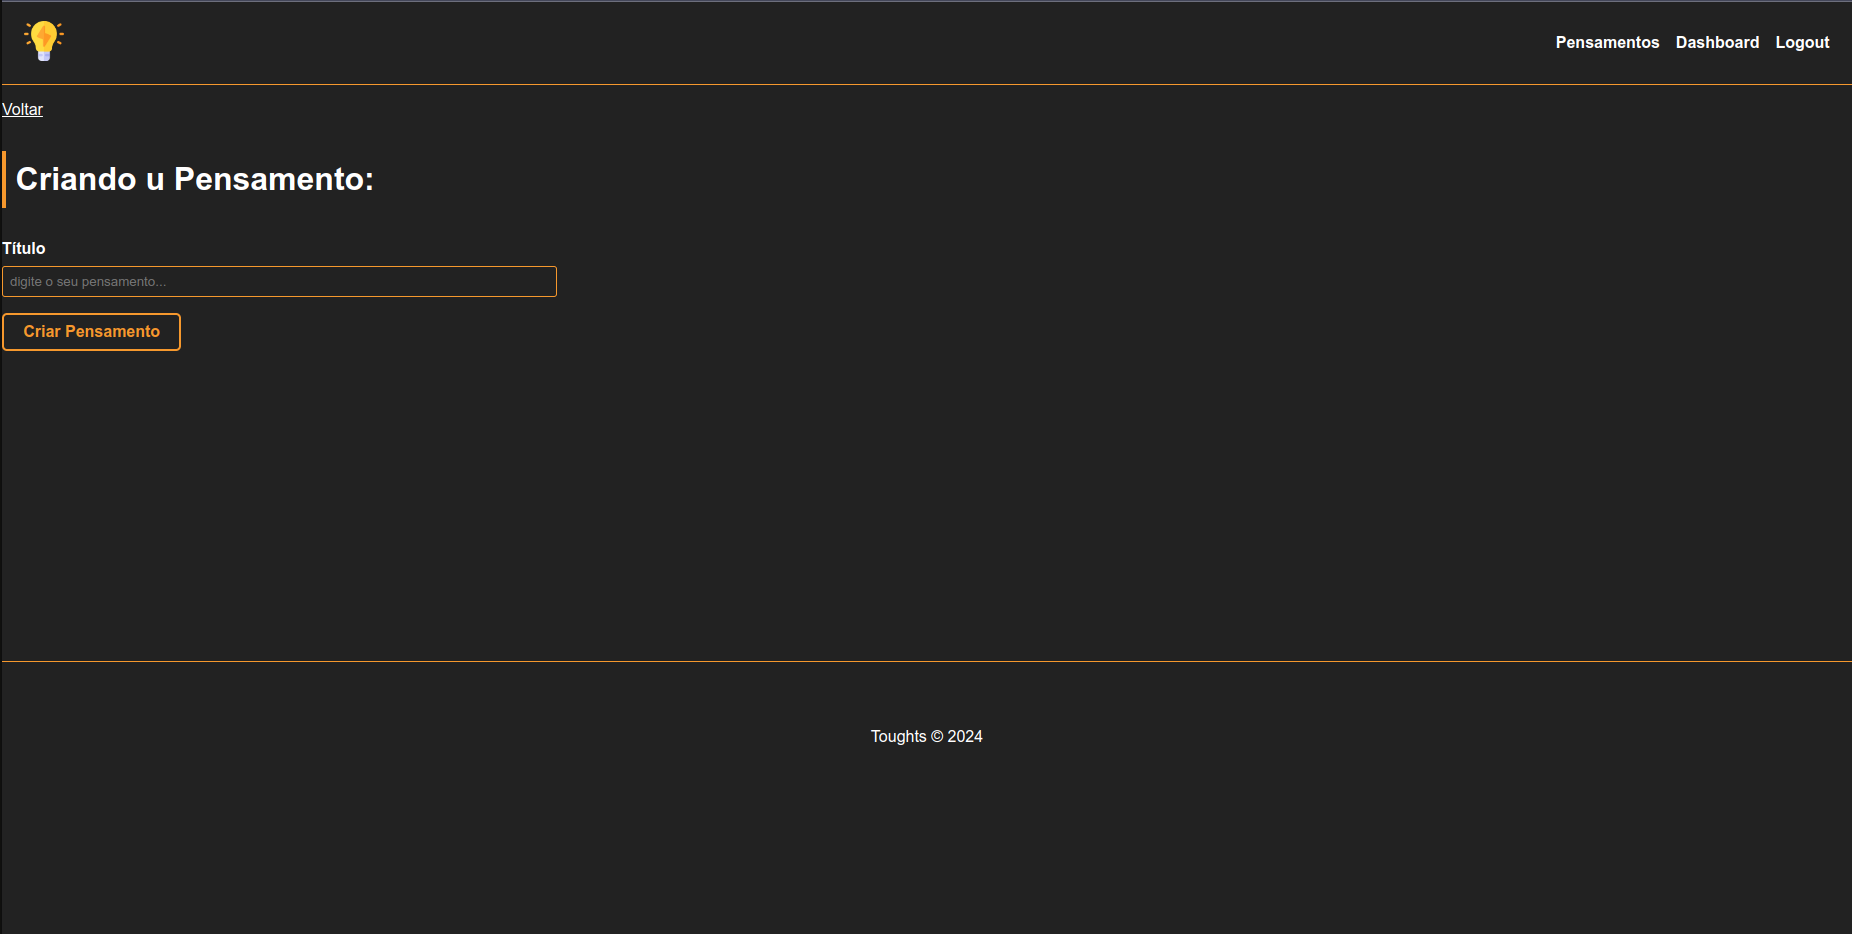 Pensamentos Dashboard Logout
Voltar
Criando u Pensamento:
Título
digite o seu pensamento...
Criar Pensamento
Toughts © 2024